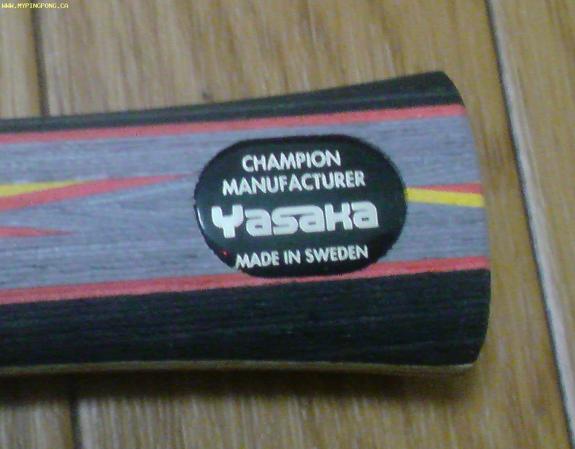 WWW.MYPINGPONG.CA
CHAMPION
MANUFACTURER
Yasaka
MADE IN SWEDEN